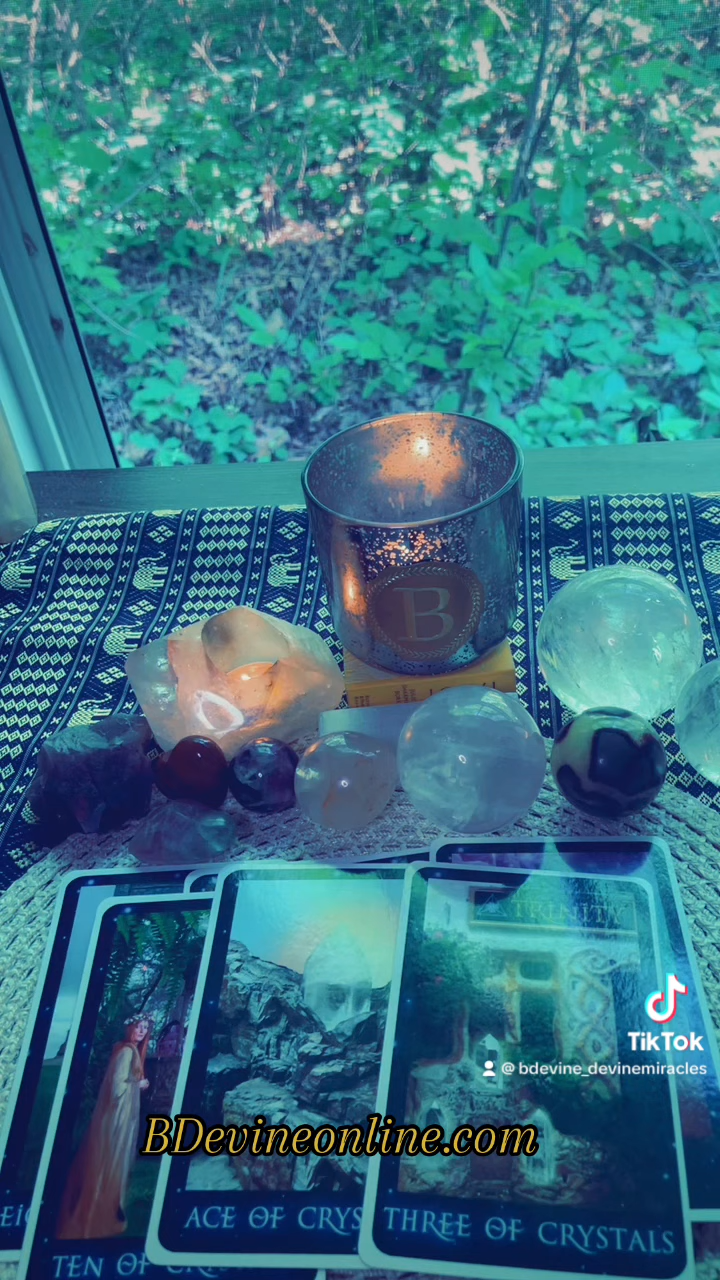 B
TRINITY
TikTok
@ bdevine_devinemiracles
BDevineonline.com
ACE OF CRYS
THREE OF CRYSTALS
TEN OF